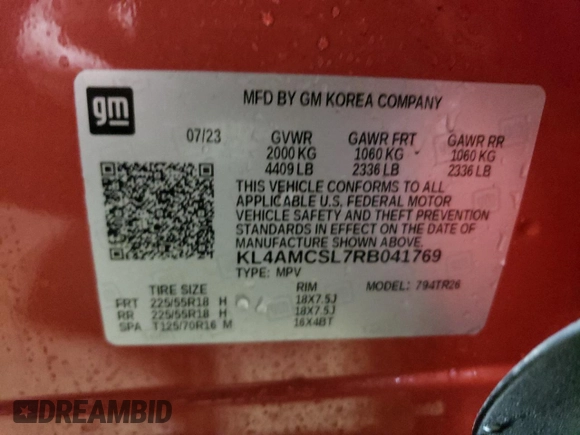 gm
MFD BY GM KOREA COMPANY
07/23 GVWR GAWR FRT GAWR RR
2000 KG 1060 KG 1060 KG
4409 LB 2336 LB 2336 LB
THIS VEHICLE CONFORMS TO ALL
APPLICABLE U.S. FEDERAL MOTOR
VEHICLE SAFETY AND THEFT PREVENTION
STANDARDS IN EFFECT ON THE DATE OF
MANUFACTURE SHOWN ABOVE.
KL4AMCSL7RB041769
TYPE: MPV MODEL: 794TR26
TIRE SIZE RIM
FRT 225/55R18 H 18X7.5J
RR 225/55R18 H 18X7.5J
SPA T125/70R16 M 16X4BT
DREAMBID